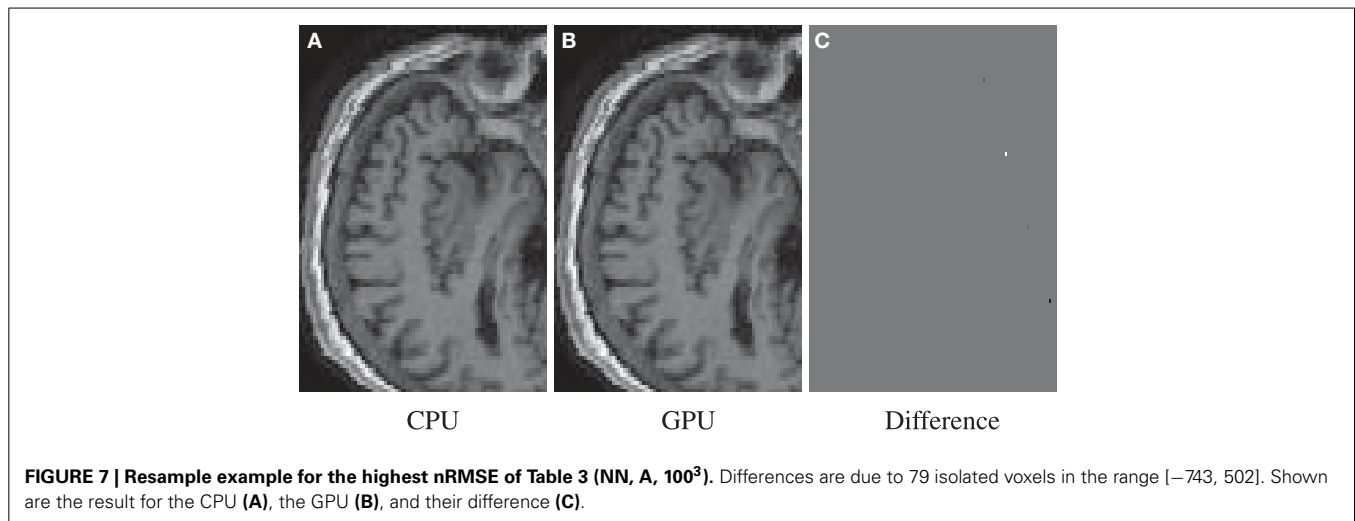 A
B
C
CPU
GPU
Difference
FIGURE 7 | Resample example for the highest nRMSE of Table 3 (NN, A, 100³). Differences are due to 79 isolated voxels in the range [−743, 502]. Shown
are the result for the CPU (A), the GPU (B), and their difference (C).